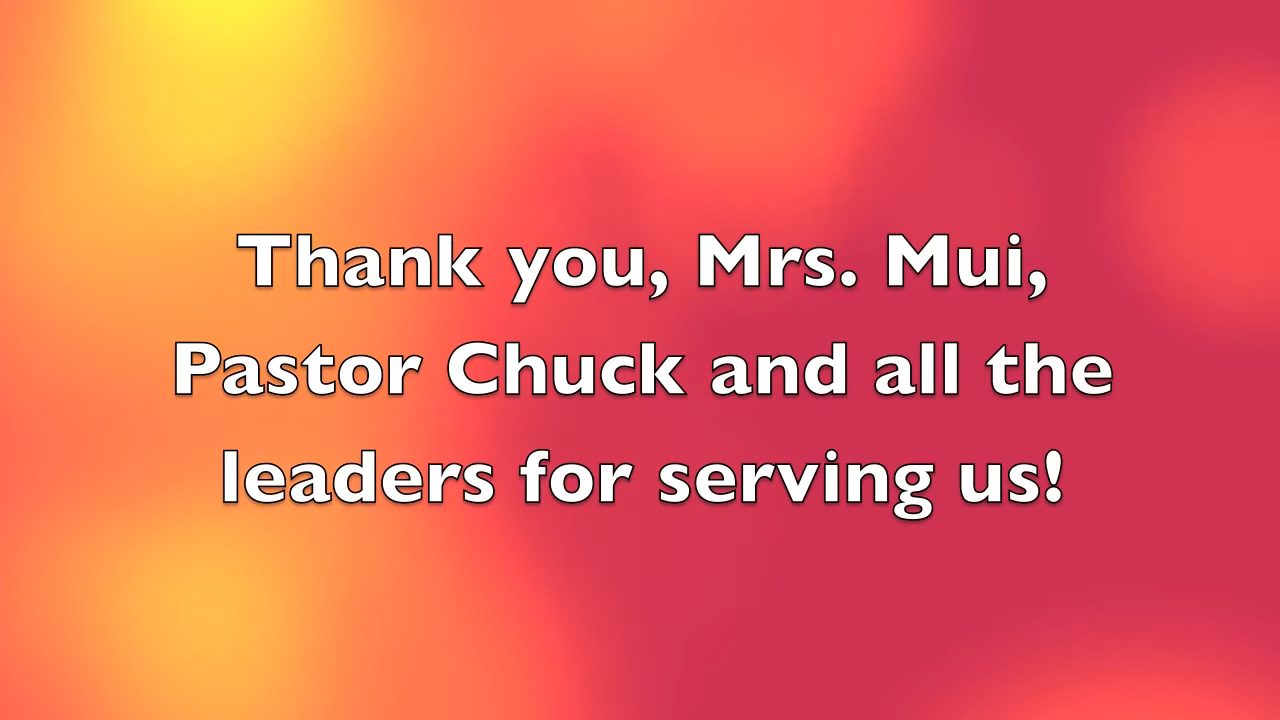 Thank you, Mrs. Mui,
Pastor Chuck and all the
leaders for serving us!